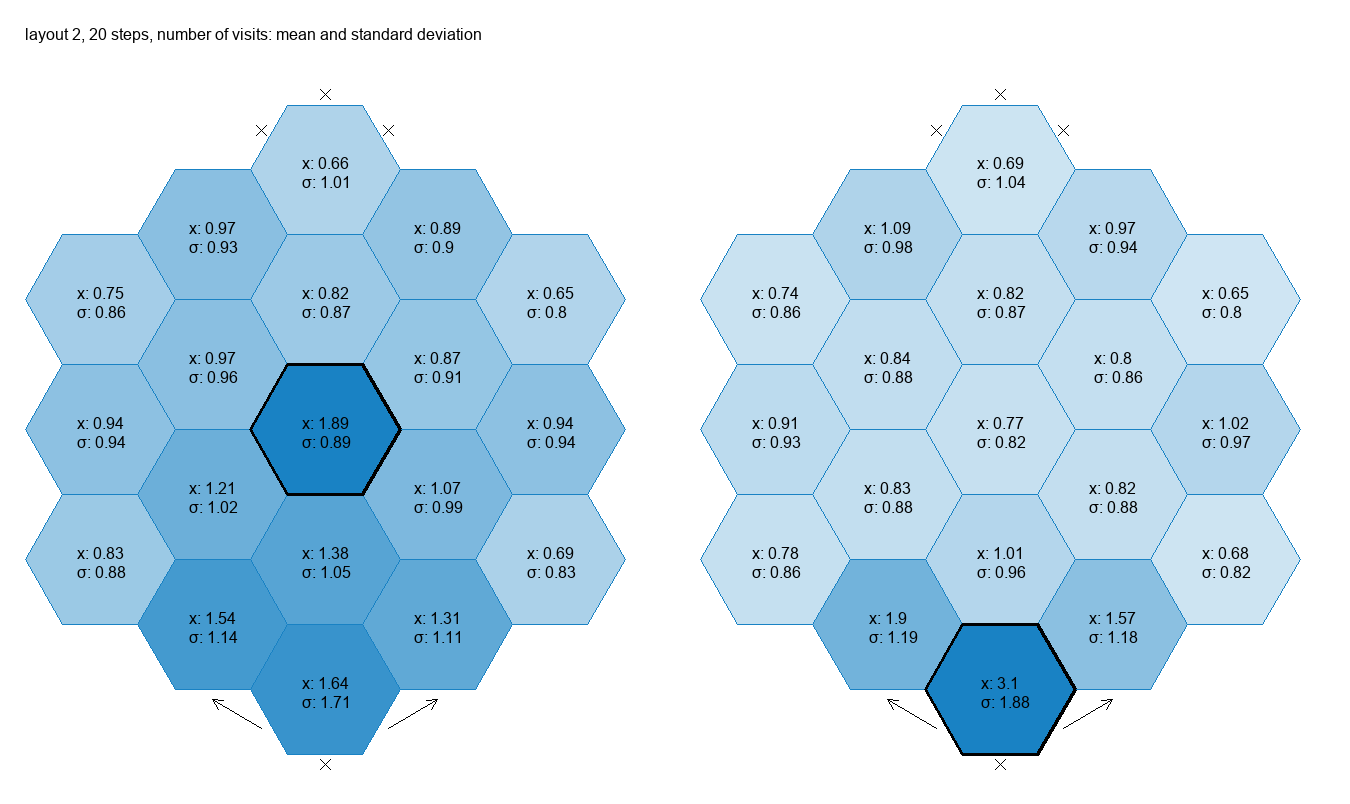 layout 2, 20 steps, number of visits: mean and standard deviation
x: 0.66
σ: 1.01
x: 0.97
σ: 0.93
x: 0.89
σ: 0.9
x: 0.75
σ: 0.86
x: 0.82
σ: 0.87
x: 0.65
σ: 0.8
x: 0.97
σ: 0.96
x: 0.87
σ: 0.91
x: 0.94
σ: 0.94
x: 1.89
σ: 0.89
x: 0.94
σ: 0.94
x: 1.21
σ: 1.02
x: 1.07
σ: 0.99
x: 0.83
σ: 0.88
x: 1.38
σ: 1.05
x: 0.69
σ: 0.83
x: 1.54
σ: 1.14
x: 1.31
σ: 1.11
x: 1.64
σ: 1.71
x: 0.69
σ: 1.04
x: 1.09
σ: 0.98
x: 0.97
σ: 0.94
x: 0.74
σ: 0.86
x: 0.82
σ: 0.87
x: 0.65
σ: 0.8
x: 0.84
σ: 0.88
x: 0.8
σ: 0.86
x: 0.91
σ: 0.93
x: 0.77
σ: 0.82
x: 1.02
σ: 0.97
x: 0.83
σ: 0.88
x: 0.82
σ: 0.88
x: 0.78
σ: 0.86
x: 1.01
σ: 0.96
x: 0.68
σ: 0.82
x: 1.9
σ: 1.19
x: 1.57
σ: 1.18
x: 3.1
σ: 1.88